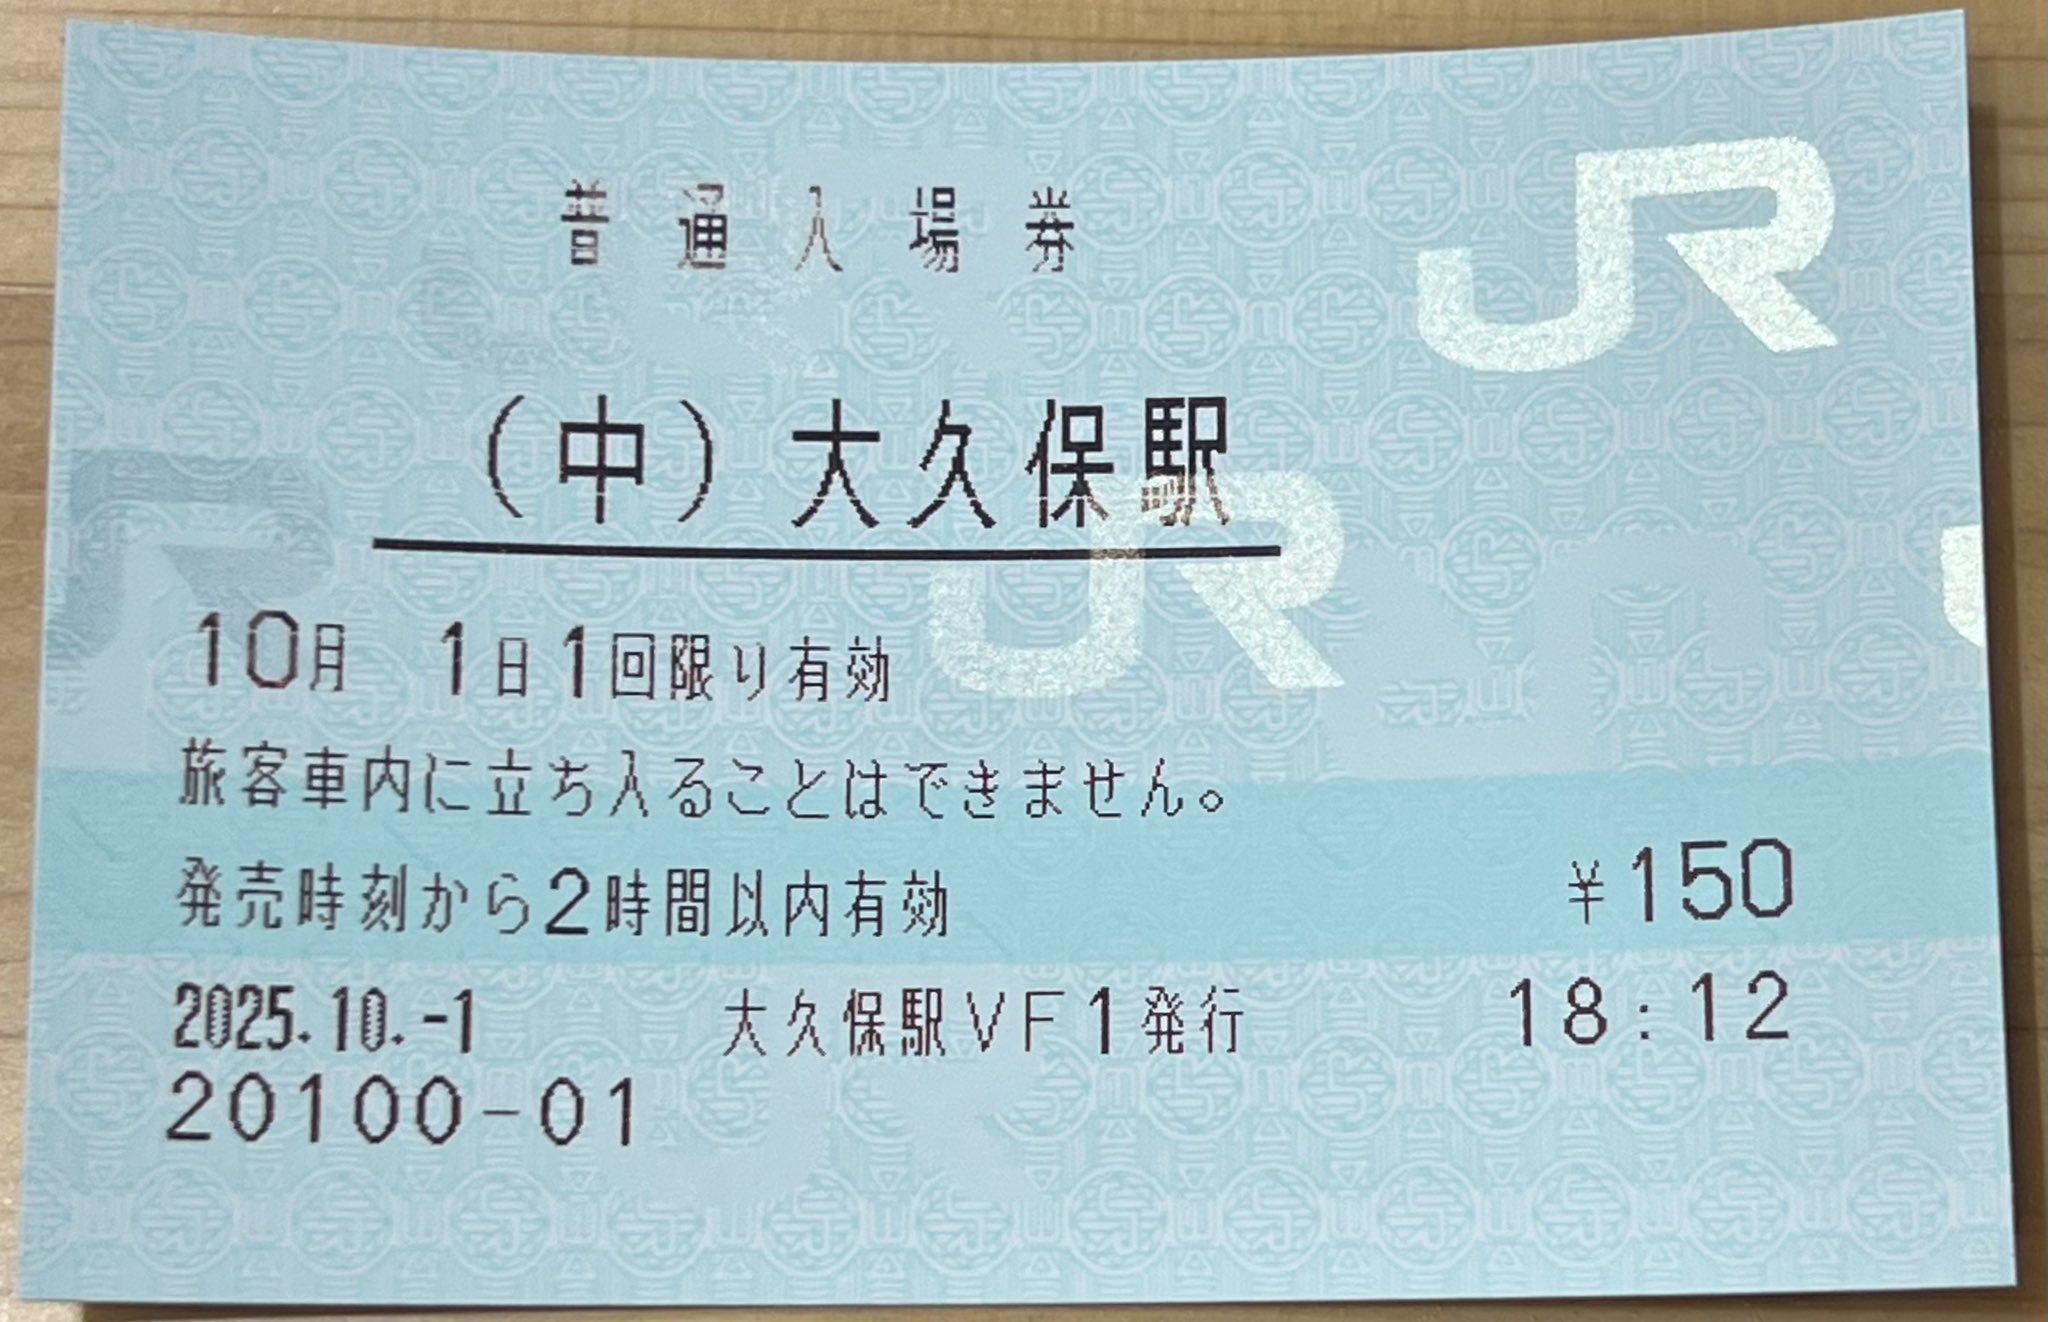 普通入場券
JR
(中)大久保駅
JR
10月 1日1回限り有効
旅客車内に立ち入ることはできません。
発売時刻から2時間以内有効 ¥150
2025.10.-1 大久保駅VF1発行 18:12
20100-01